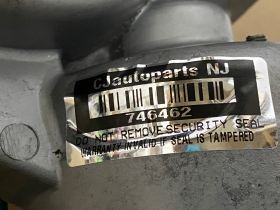 CJautoparts NJ
746462
DO NOT REMOVE SECURITY SEAL
WARRANTY INVALID IF SEAL IS TAMPERED